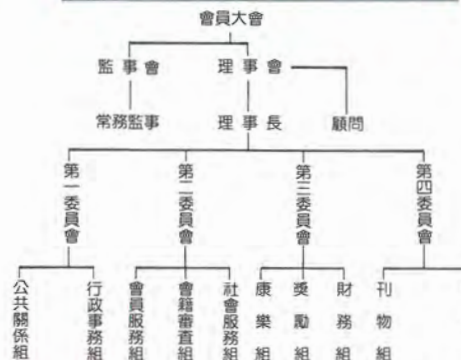 會員大會
監事會
理事會
常務監事
理事長
顧問
第一委員會
第二委員會
第三委員會
第四委員會
公共關係組
行政事務組
會員服務組
會籍審查組
社會服務組
康樂組
獎勵組
財務組
刊物組